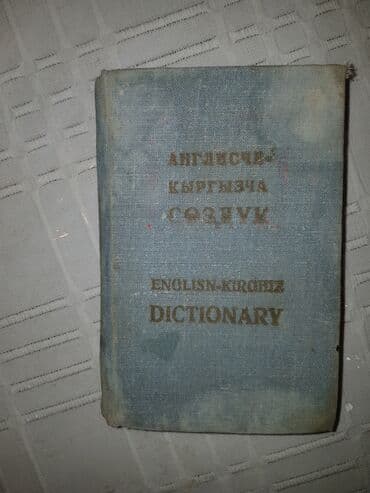 АНГЛИСЧЕ-
КЫРГЫЗЧА
СӨЗДҮК
ENGLISH-KIRGHIZ
DICTIONARY